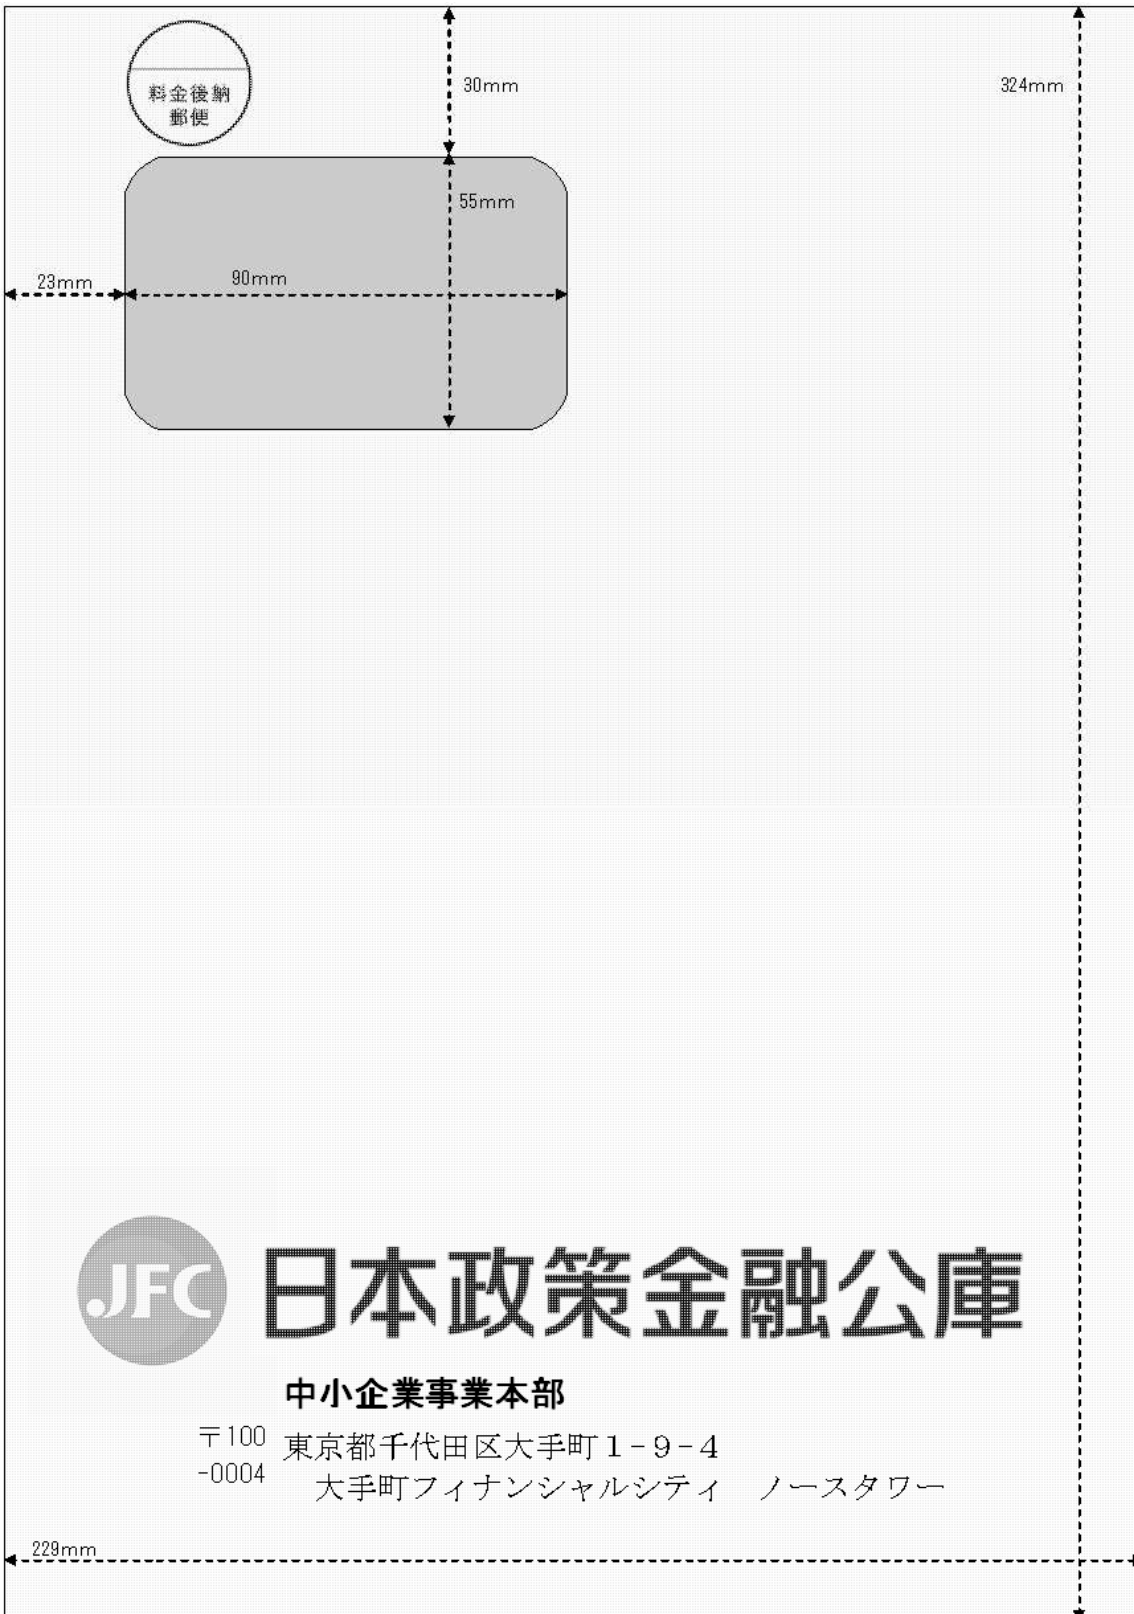 料金後納
郵便
30mm
324mm
55mm
23mm
90mm
JFC
日本政策金融公庫
中小企業事業本部
〒100
-0004
東京都千代田区大手町1-9-4
大手町フィナンシャルシティ　ノースタワー
229mm